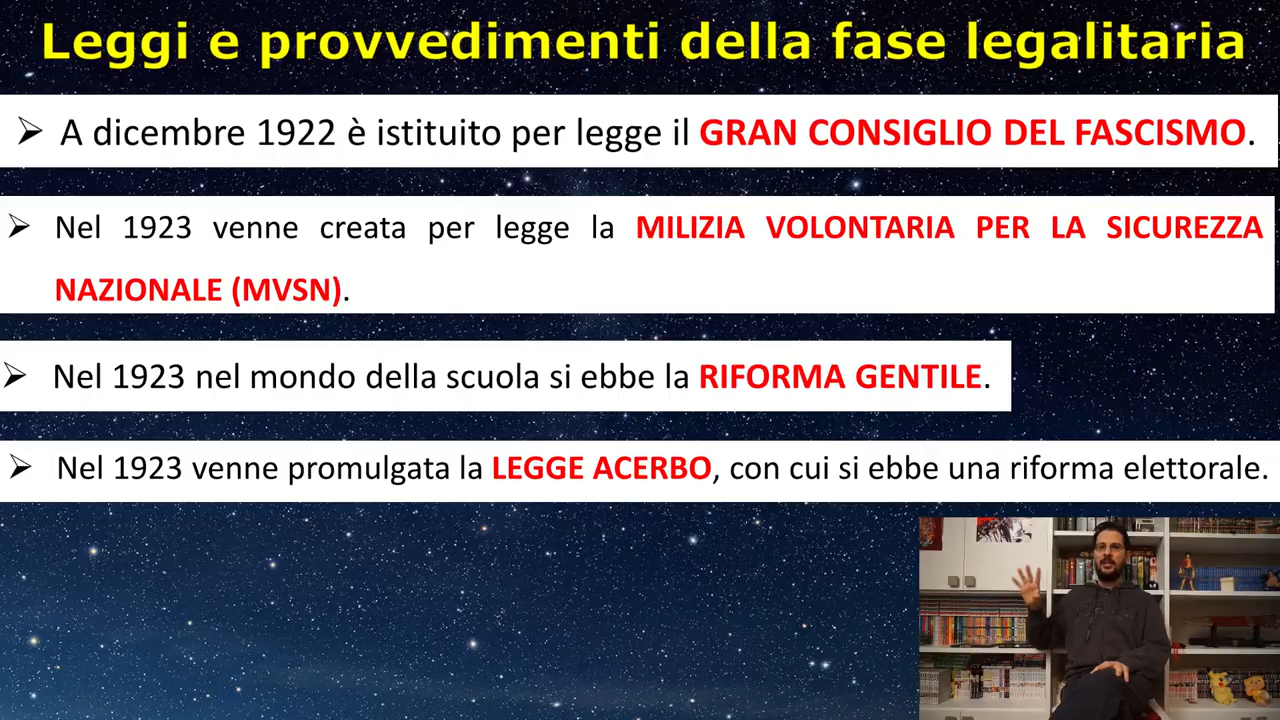 Leggi e provvedimenti della fase legalitaria
➢ A dicembre 1922 è istituito per legge il GRAN CONSIGLIO DEL FASCISMO.
➢ Nel 1923 venne creata per legge la MILIZIA VOLONTARIA PER LA SICUREZZA
NAZIONALE (MVSN).
➢ Nel 1923 nel mondo della scuola si ebbe la RIFORMA GENTILE.
➢ Nel 1923 venne promulgata la LEGGE ACERBO, con cui si ebbe una riforma elettorale.